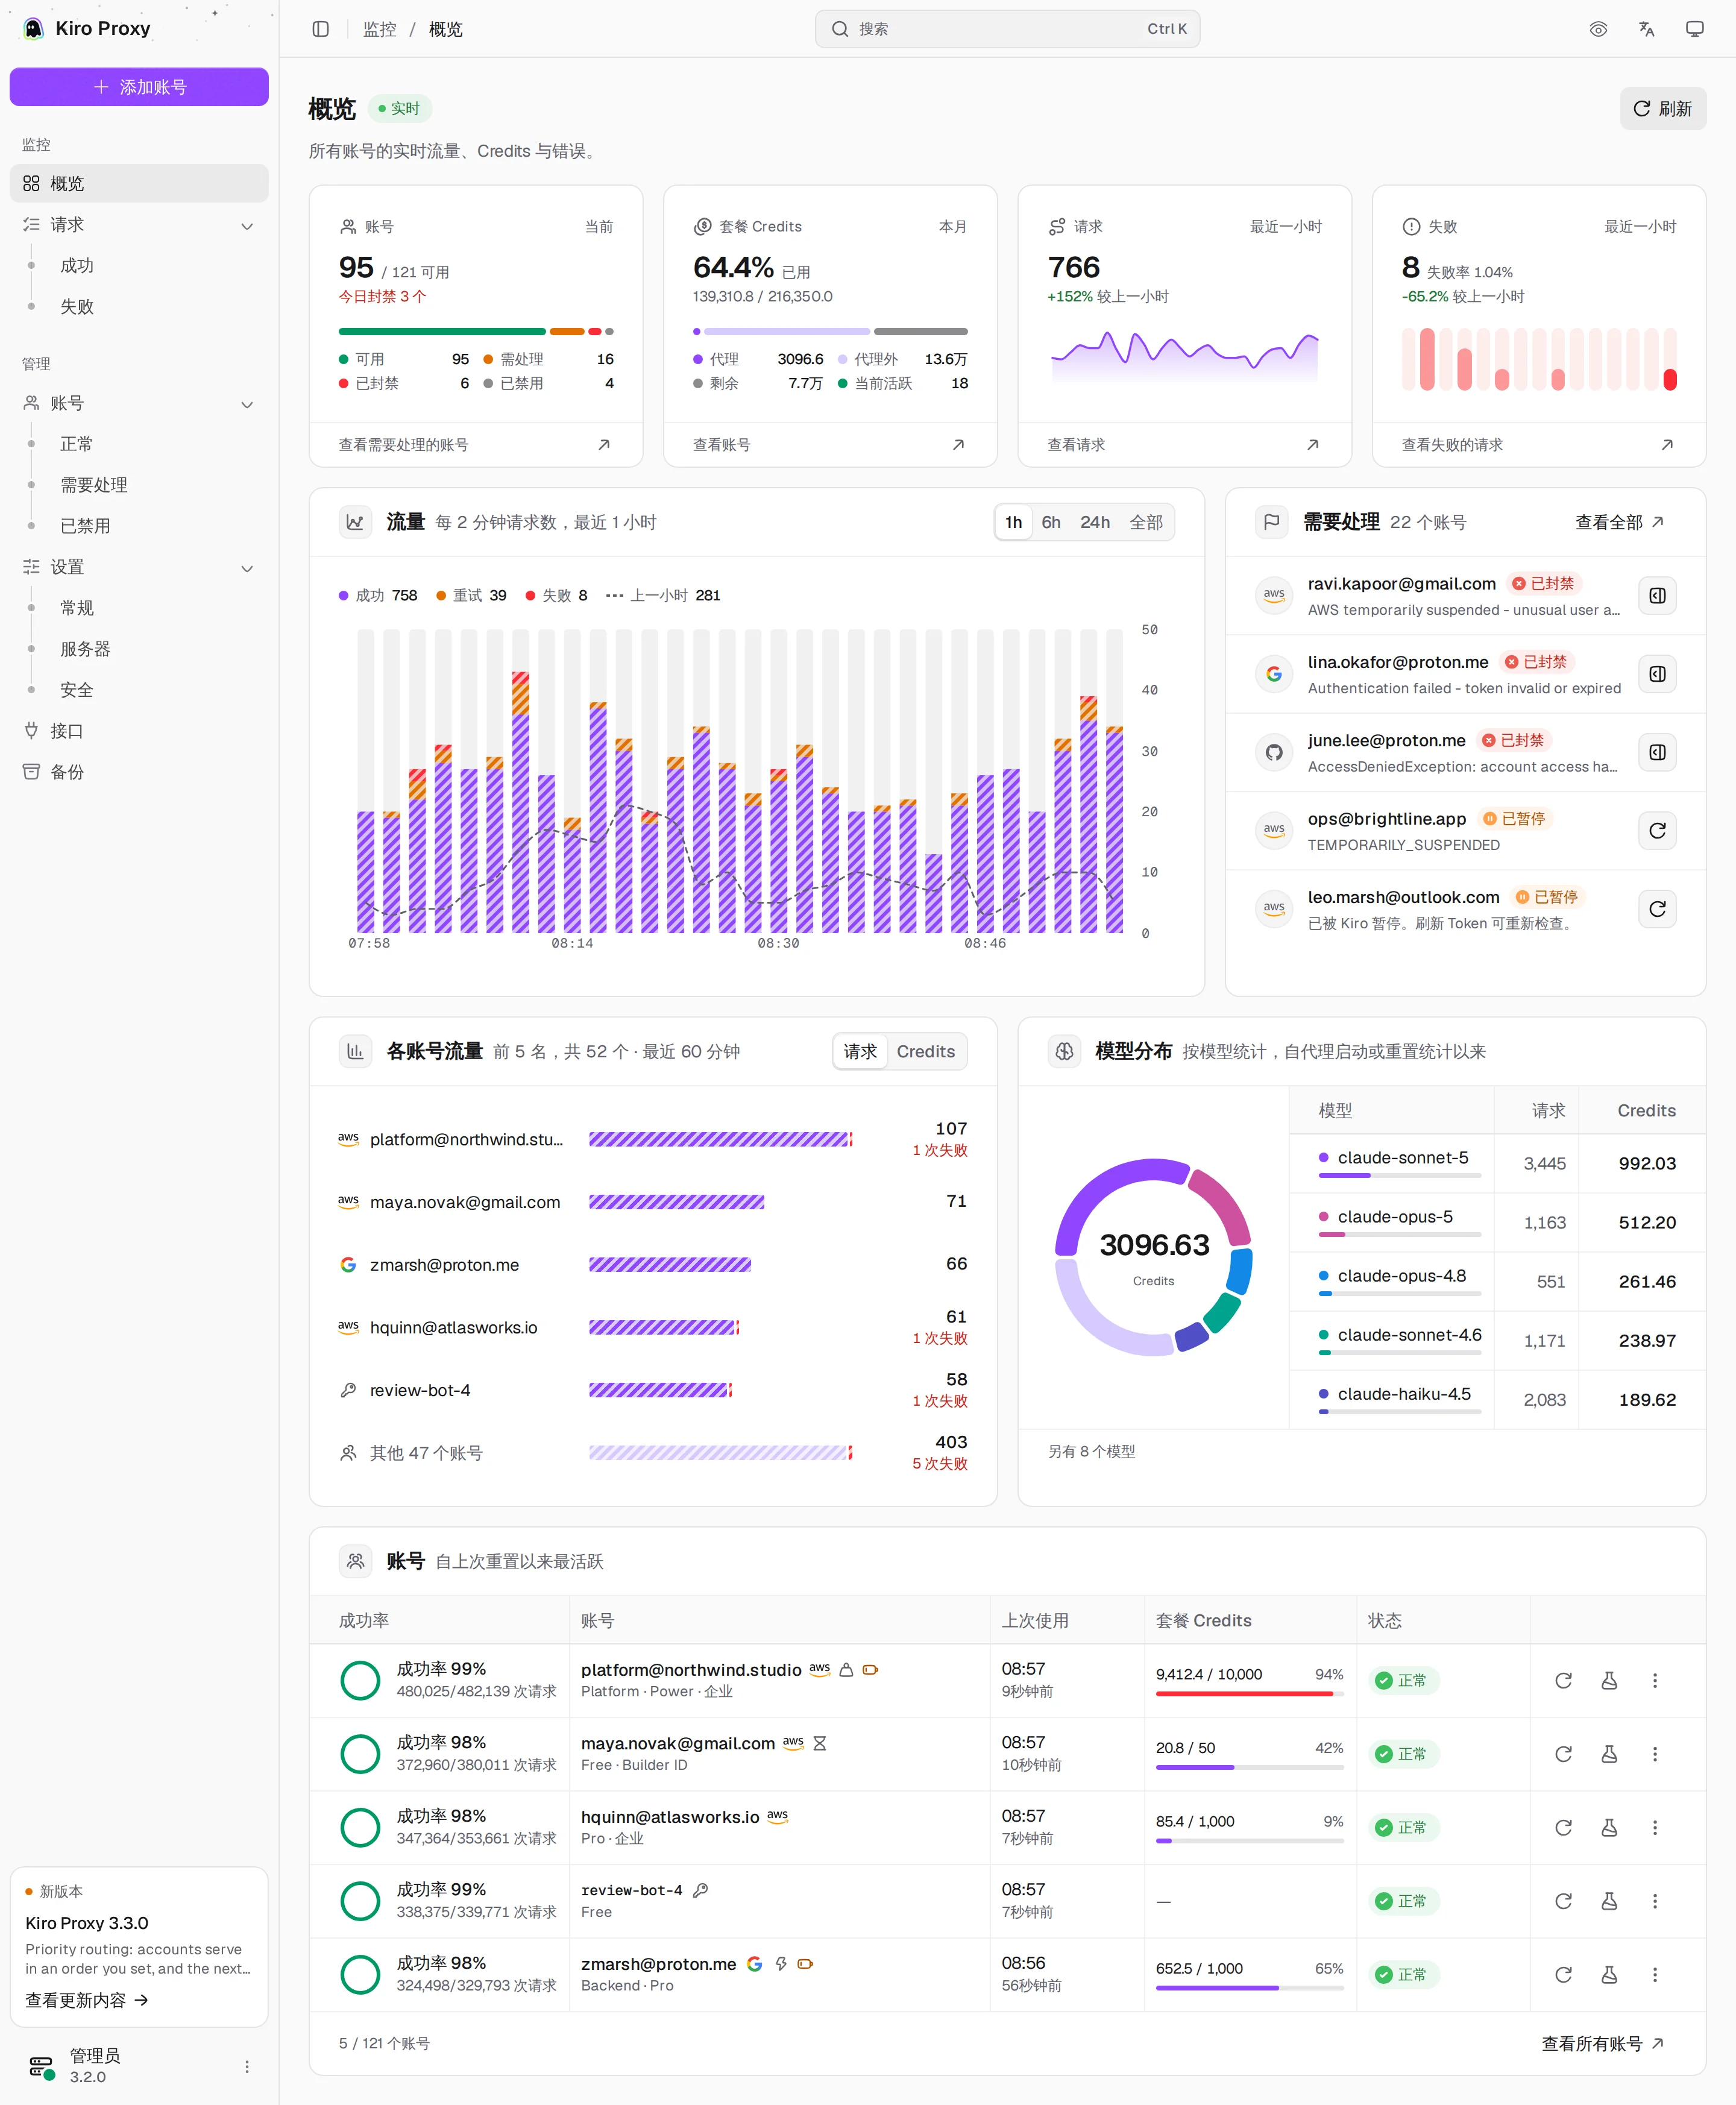 Kiro Proxy
添加账号
监控
概览
请求
成功
失败
管理
账号
正常
需要处理
已禁用
设置
常规
服务器
安全
接口
备份
新版本
Kiro Proxy 3.3.0
Priority routing: accounts serve
in an order you set, and the next...
查看更新内容
管理员
3.2.0
监控 / 概览
搜索 Ctrl K
概览 实时
刷新
所有账号的实时流量、Credits 与错误。
账号 当前
95 / 121 可用
今日封禁 3 个
可用 95 需处理 16
已封禁 6 已禁用 4
查看需要处理的账号
套餐 Credits 本月
64.4% 已用
139,310.8 / 216,350.0
代理 3096.6 代理外 13.6万
剩余 7.7万 当前活跃 18
查看账号
请求 最近一小时
766
+152% 较上一小时
查看请求
失败 最近一小时
8 失败率 1.04%
-65.2% 较上一小时
查看失败的请求
流量 每 2 分钟请求数，最近 1 小时
1h 6h 24h 全部
成功 758 重试 39 失败 8 上一小时 281
50
40
30
20
10
0
07:58 08:14 08:30 08:46
需要处理 22 个账号 查看全部
aws ravi.kapoor@gmail.com 已封禁
AWS temporarily suspended - unusual user a...
lina.okafor@proton.me 已封禁
Authentication failed - token invalid or expired
june.lee@proton.me 已封禁
AccessDeniedException: account access ha...
aws ops@brightline.app 已暂停
TEMPORARILY_SUSPENDED
aws leo.marsh@outlook.com 已暂停
已被 Kiro 暂停。刷新 Token 可重新检查。
各账号流量 前 5 名，共 52 个 · 最近 60 分钟
请求 Credits
aws platform@northwind.stu... 107
1 次失败
aws maya.novak@gmail.com 71
zmarsh@proton.me 66
aws hquinn@atlasworks.io 61
1 次失败
review-bot-4 58
1 次失败
其他 47 个账号 403
5 次失败
模型分布 按模型统计，自代理启动或重置统计以来
3096.63
Credits
模型 请求 Credits
claude-sonnet-5 3,445 992.03
claude-opus-5 1,163 512.20
claude-opus-4.8 551 261.46
claude-sonnet-4.6 1,171 238.97
claude-haiku-4.5 2,083 189.62
另有 8 个模型
账号 自上次重置以来最活跃
成功率 账号 上次使用 套餐 Credits 状态
成功率 99% platform@northwind.studio aws 08:57 9,412.4 / 10,000 94% 正常
480,025/482,139 次请求 Platform · Power · 企业 9秒钟前
成功率 98% maya.novak@gmail.com aws 08:57 20.8 / 50 42% 正常
372,960/380,011 次请求 Free · Builder ID 10秒钟前
成功率 98% hquinn@atlasworks.io aws 08:57 85.4 / 1,000 9% 正常
347,364/353,661 次请求 Pro · 企业 7秒钟前
成功率 99% review-bot-4 08:57 — 正常
338,375/339,771 次请求 Free 7秒钟前
成功率 98% zmarsh@proton.me 08:56 652.5 / 1,000 65% 正常
324,498/329,793 次请求 Backend · Pro 56秒钟前
5 / 121 个账号 查看所有账号